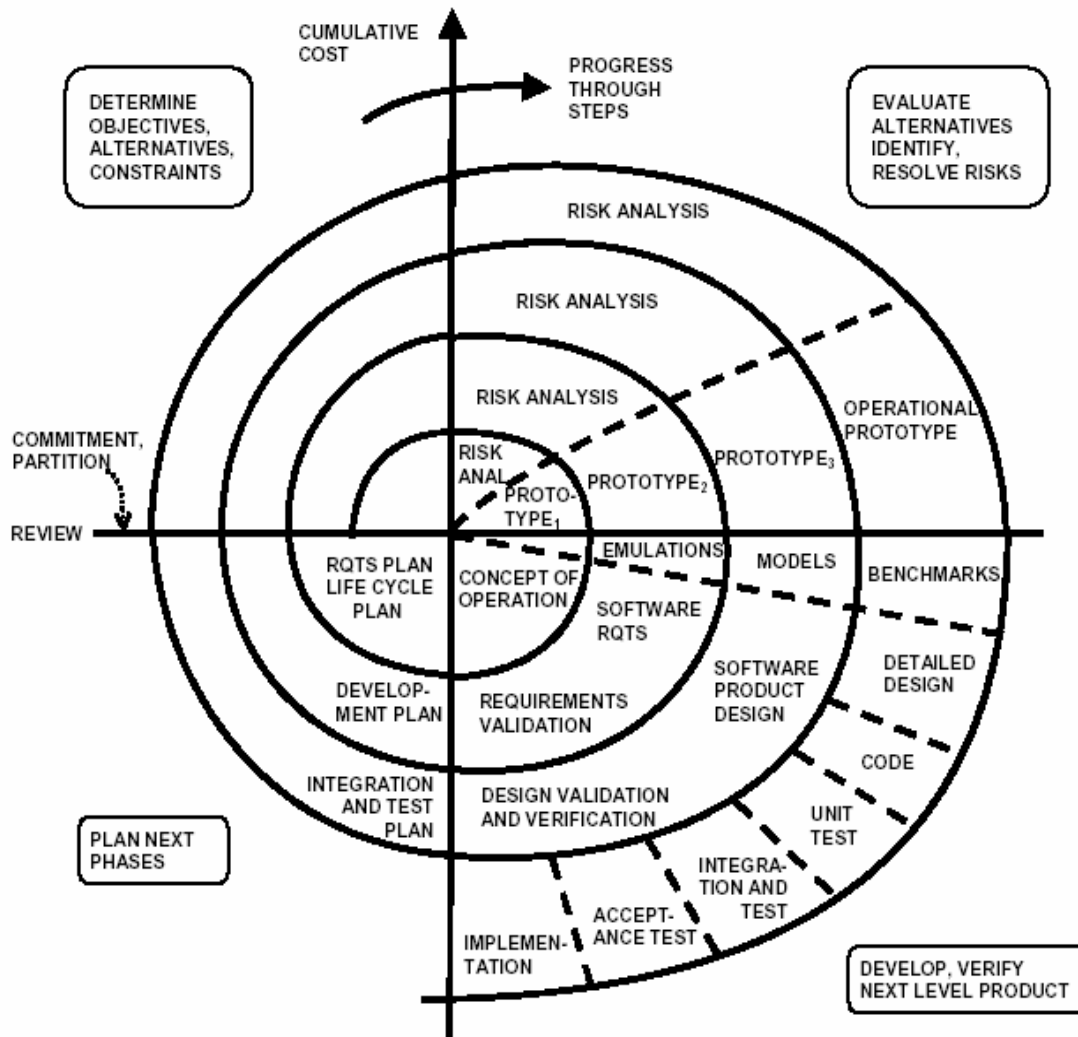 CUMULATIVE
COST
PROGRESS
THROUGH
STEPS
DETERMINE
OBJECTIVES,
ALTERNATIVES,
CONSTRAINTS
EVALUATE
ALTERNATIVES
IDENTIFY,
RESOLVE RISKS
RISK ANALYSIS
RISK ANALYSIS
RISK ANALYSIS
RISK
ANAL
PROTO-
TYPE₁
PROTOTYPE₂
PROTOTYPE₃
OPERATIONAL
PROTOTYPE
COMMITMENT,
PARTITION
REVIEW
RQTS PLAN
LIFE CYCLE
PLAN
CONCEPT OF
OPERATION
EMULATIONS
MODELS
BENCHMARKS
SOFTWARE
RQTS
SOFTWARE
PRODUCT
DESIGN
DETAILED
DESIGN
DEVELOP-
MENT PLAN
REQUIREMENTS
VALIDATION
CODE
INTEGRATION
AND TEST
PLAN
DESIGN VALIDATION
AND VERIFICATION
UNIT
TEST
INTEGRA-
TION AND
TEST
ACCEPT-
ANCE TEST
IMPLEMEN-
TATION
PLAN NEXT
PHASES
DEVELOP, VERIFY
NEXT LEVEL PRODUCT